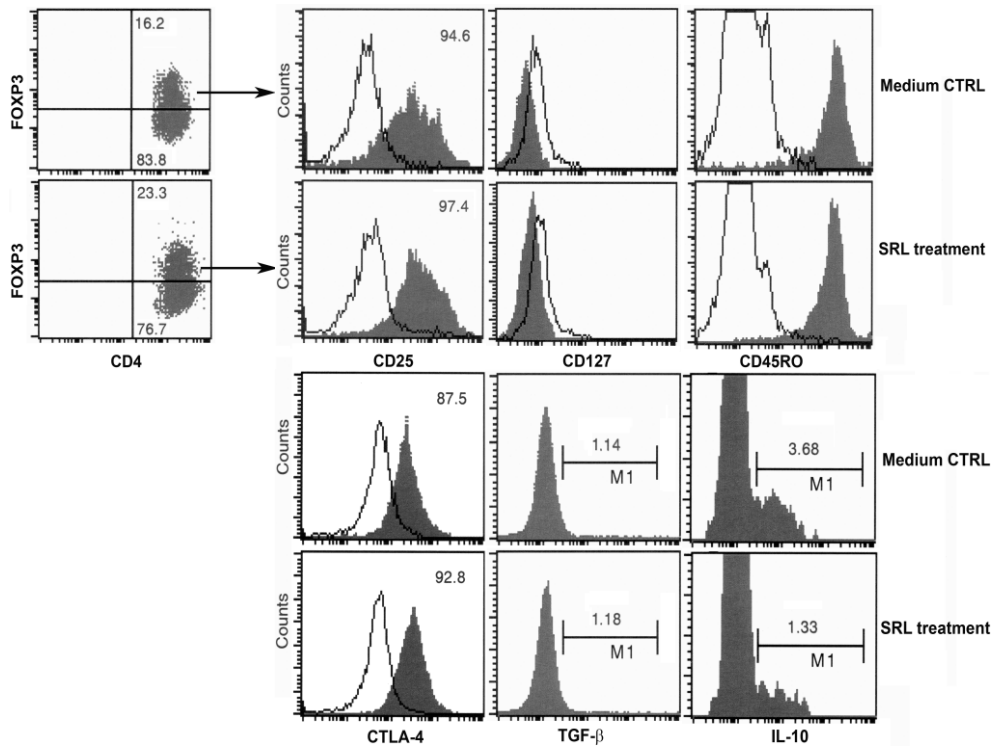 16.2
FOXP3
83.8
94.6
Counts
Medium CTRL
23.3
FOXP3
76.7
CD4
97.4
Counts
CD25
CD127
CD45RO
SRL treatment
87.5
Counts
1.14
M1
3.68
M1
Medium CTRL
92.8
Counts
CTLA-4
1.18
M1
TGF-β
1.33
M1
IL-10
SRL treatment